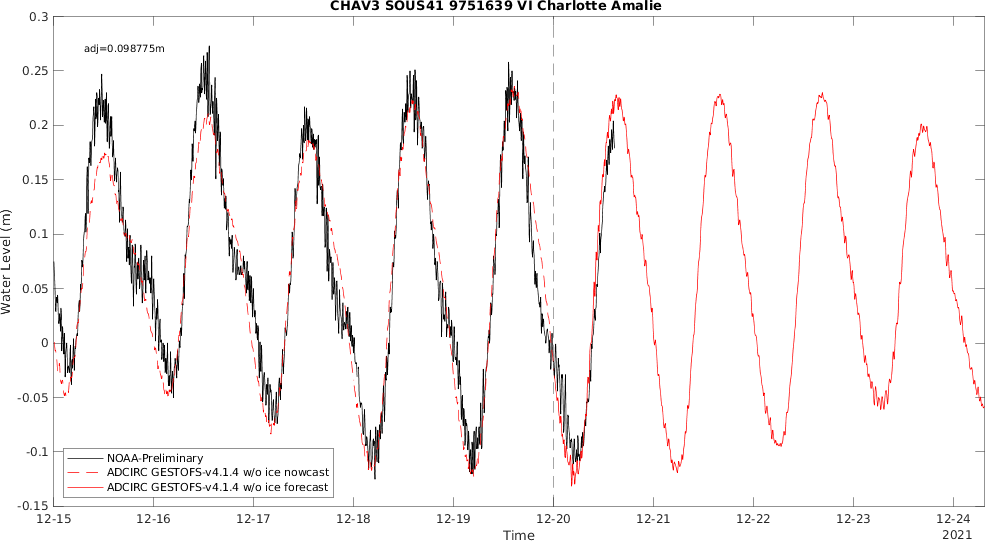 CHAV3 SOUS41 9751639 VI Charlotte Amalie
adj=0.098775m
Water Level (m)
0.3
0.25
0.2
0.15
0.1
0.05
0
-0.05
-0.1
-0.15
NOAA-Preliminary
ADCIRC GESTOFS-v4.1.4 w/o ice nowcast
ADCIRC GESTOFS-v4.1.4 w/o ice forecast
12-15 12-16 12-17 12-18 12-19 12-20 12-21 12-22 12-23 12-24
Time
2021